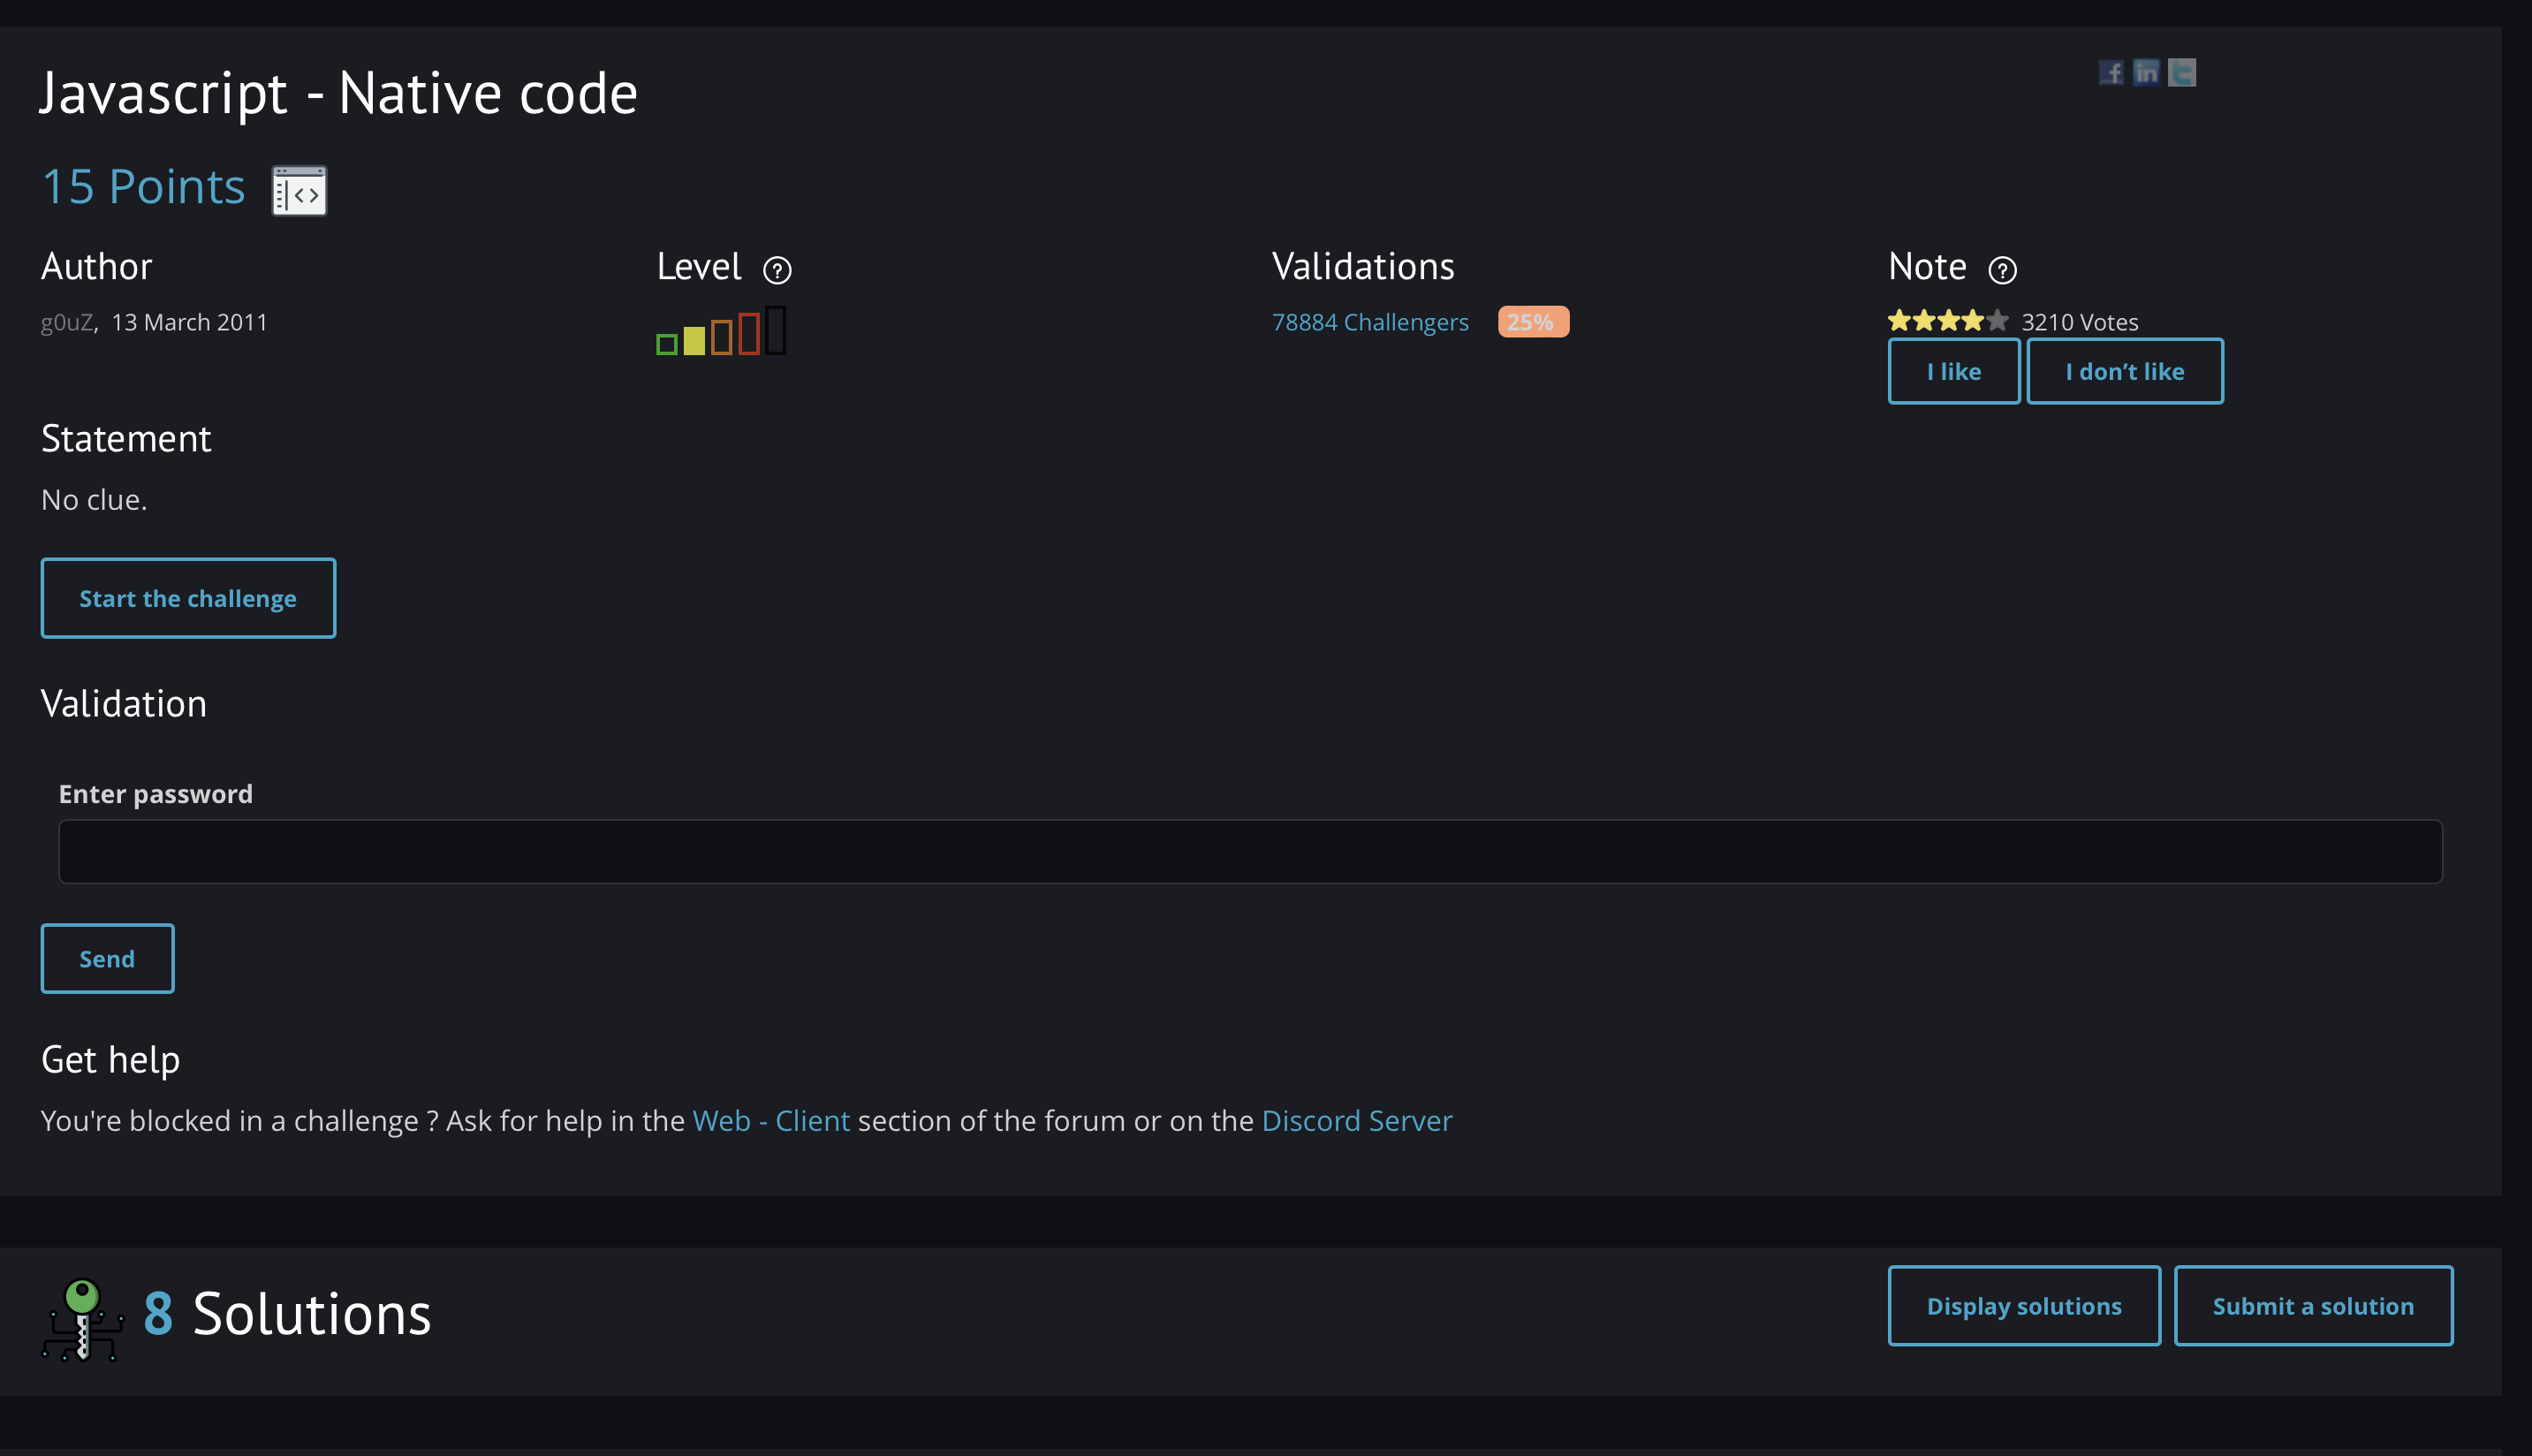 Javascript - Native code
15 Points
Author
Level ?
Validations
Note ?
g0uZ, 13 March 2011
78884 Challengers 25%
3210 Votes
I like
I don’t like
Statement
No clue.
Start the challenge
Validation
Enter password
Send
Get help
You're blocked in a challenge ? Ask for help in the Web - Client section of the forum or on the Discord Server
8 Solutions
Display solutions
Submit a solution